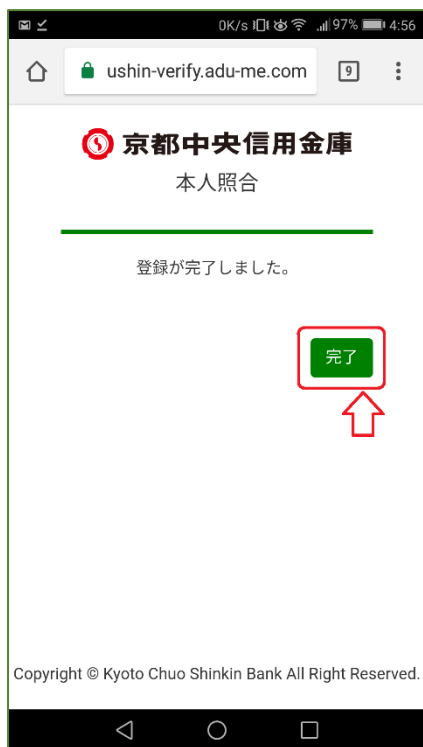 0K/s 97% 4:56
ushin-verify.adu-me.com 9
京都中央信用金庫
本人照合
登録が完了しました。
完了
Copyright © Kyoto Chuo Shinkin Bank All Right Reserved.